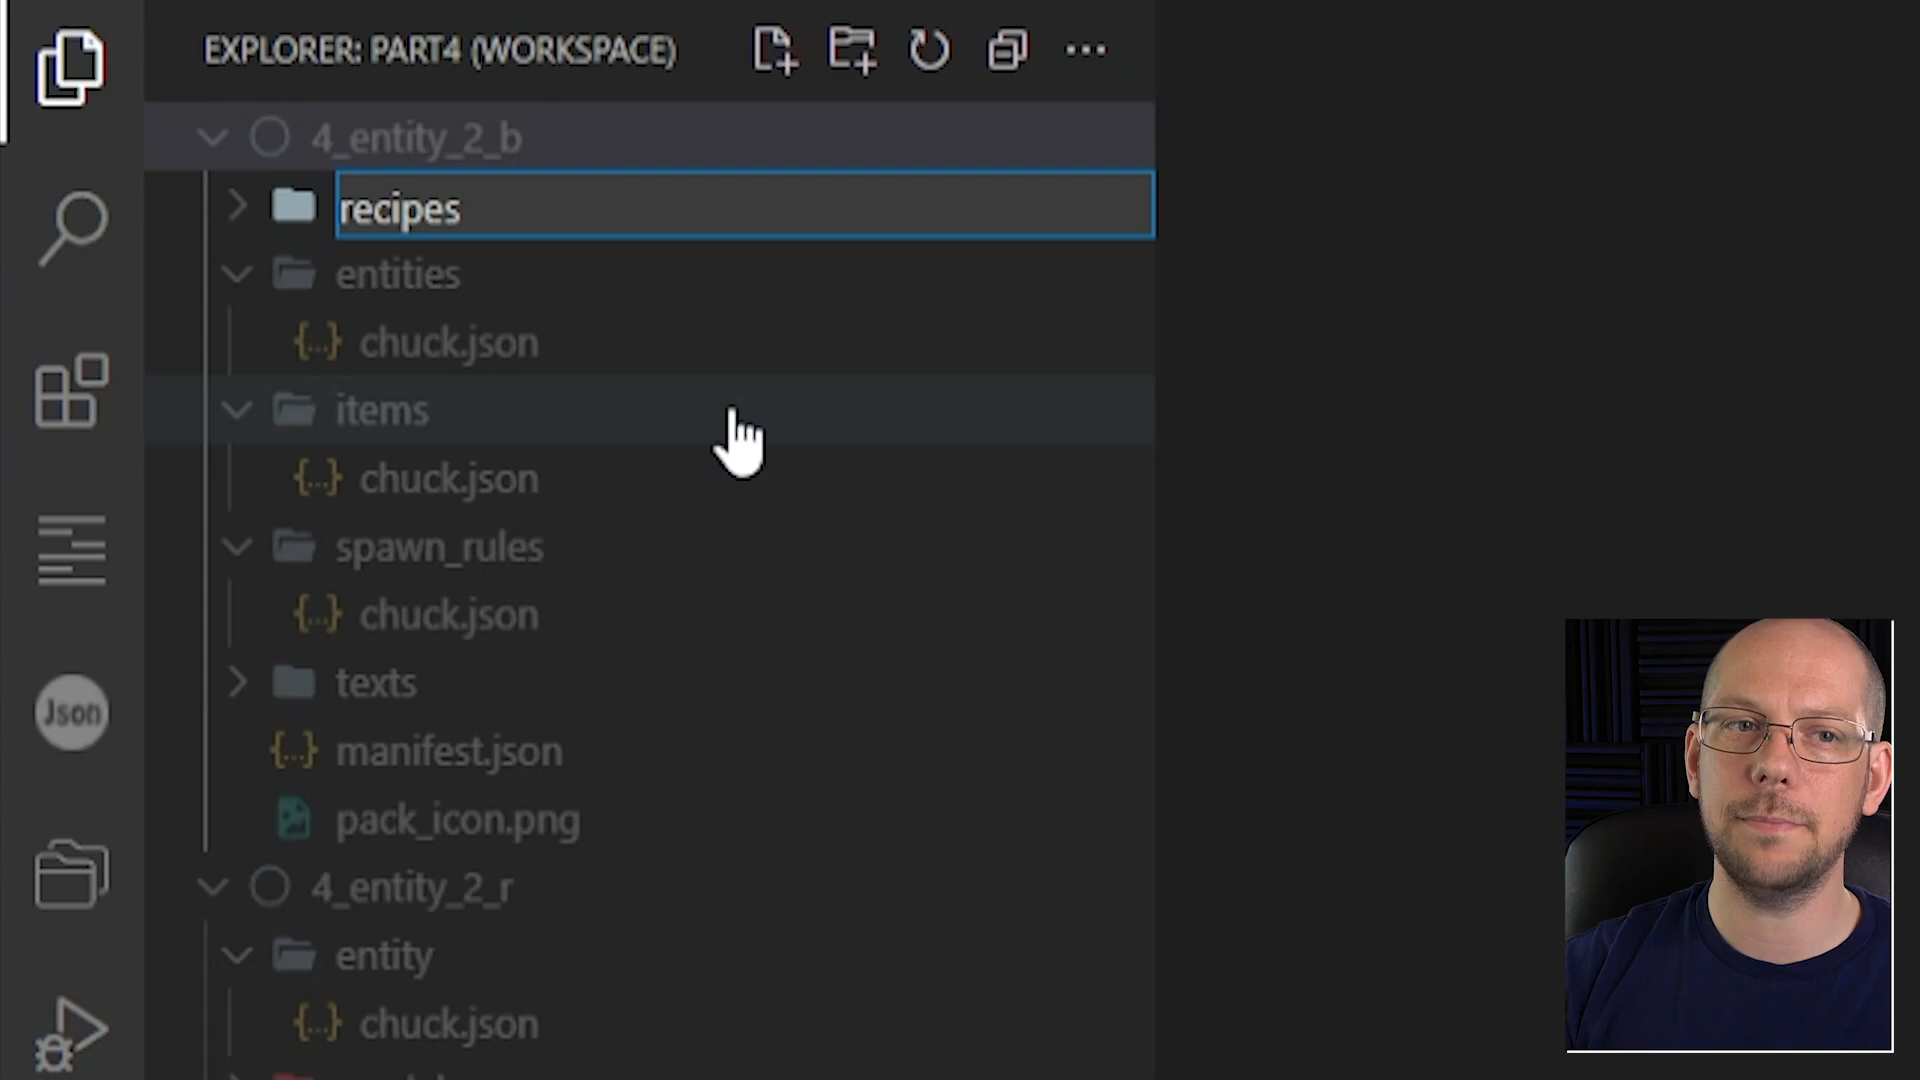 EXPLORER: PART4 (WORKSPACE)
4_entity_2_b
recipes
entities
{...} chuck.json
items
{...} chuck.json
spawn_rules
{...} chuck.json
texts
{...} manifest.json
pack_icon.png
Json
4_entity_2_r
entity
{...} chuck.json